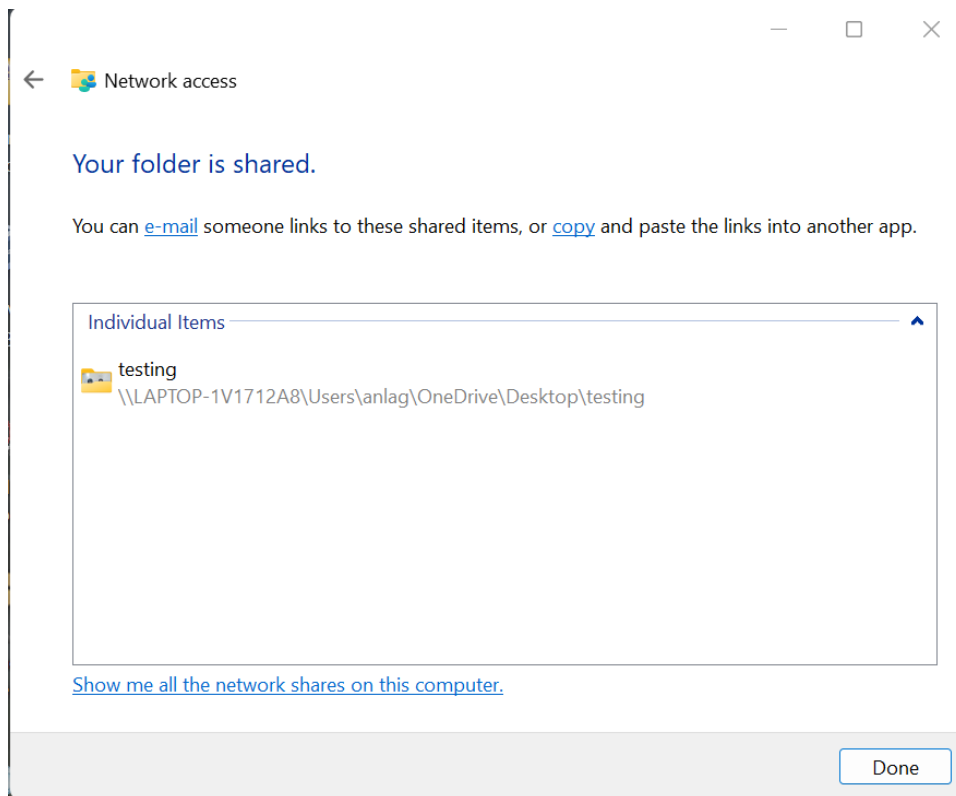 Network access
Your folder is shared.
You can e-mail someone links to these shared items, or copy and paste the links into another app.
Individual Items
testing
\\LAPTOP-1V1712A8\Users\anlag\OneDrive\Desktop\testing
Show me all the network shares on this computer.
Done